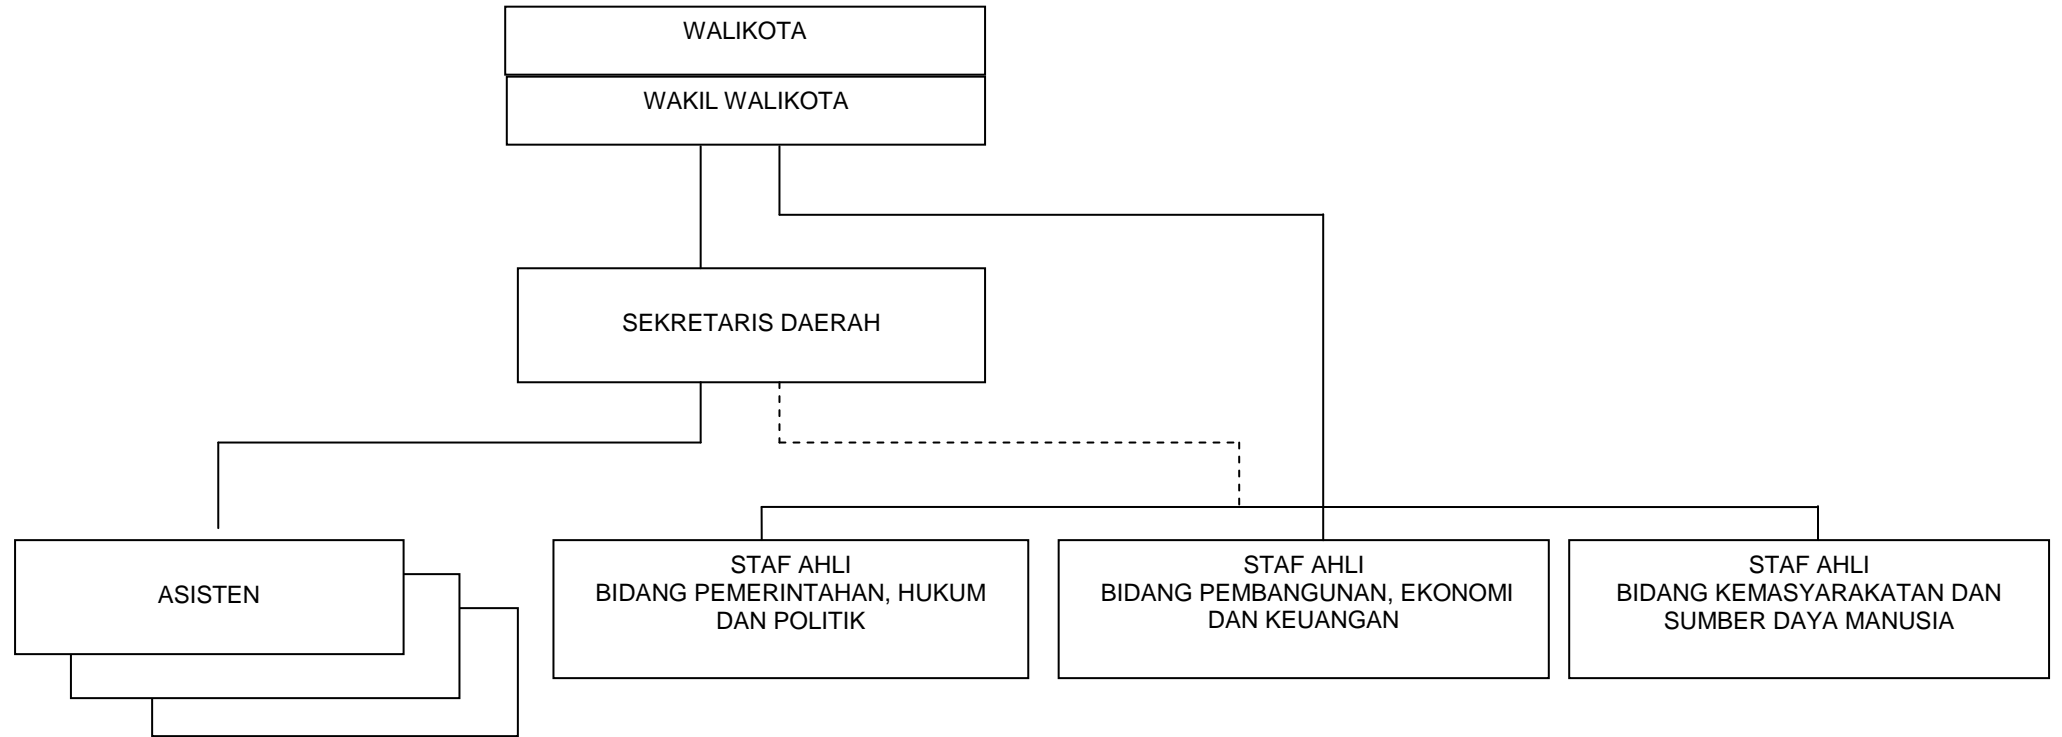 WALIKOTA
WAKIL WALIKOTA
SEKRETARIS DAERAH
ASISTEN
STAF AHLI
BIDANG PEMERINTAHAN, HUKUM
DAN POLITIK
STAF AHLI
BIDANG PEMBANGUNAN, EKONOMI
DAN KEUANGAN
STAF AHLI
BIDANG KEMASYARAKATAN DAN
SUMBER DAYA MANUSIA